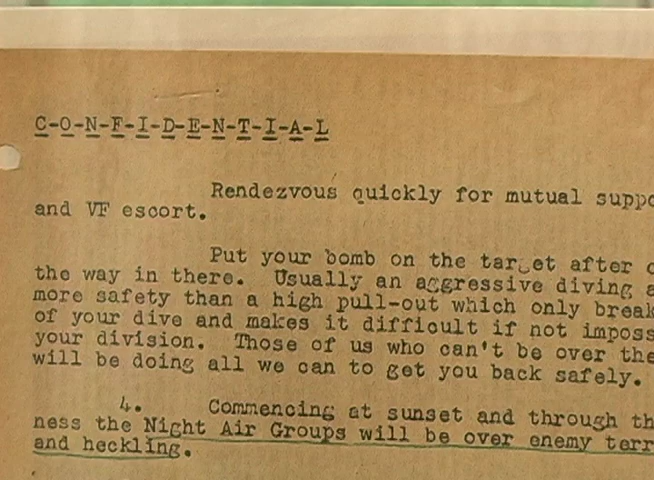 C-O-N-F-I-D-E-N-T-I-A-L
Rendezvous quickly for mutual suppo
and VF escort.
Put your bomb on the target after
the way in there. Usually an aggressive diving a
more safety than a high pull-out which only break
of your dive and makes it difficult if not imposs
your division. Those of us who can't be over the
will be doing all we can to get you back safely.
4. Commencing at sunset and through th
ness the Night Air Groups will be over enemy terr
and heckling.